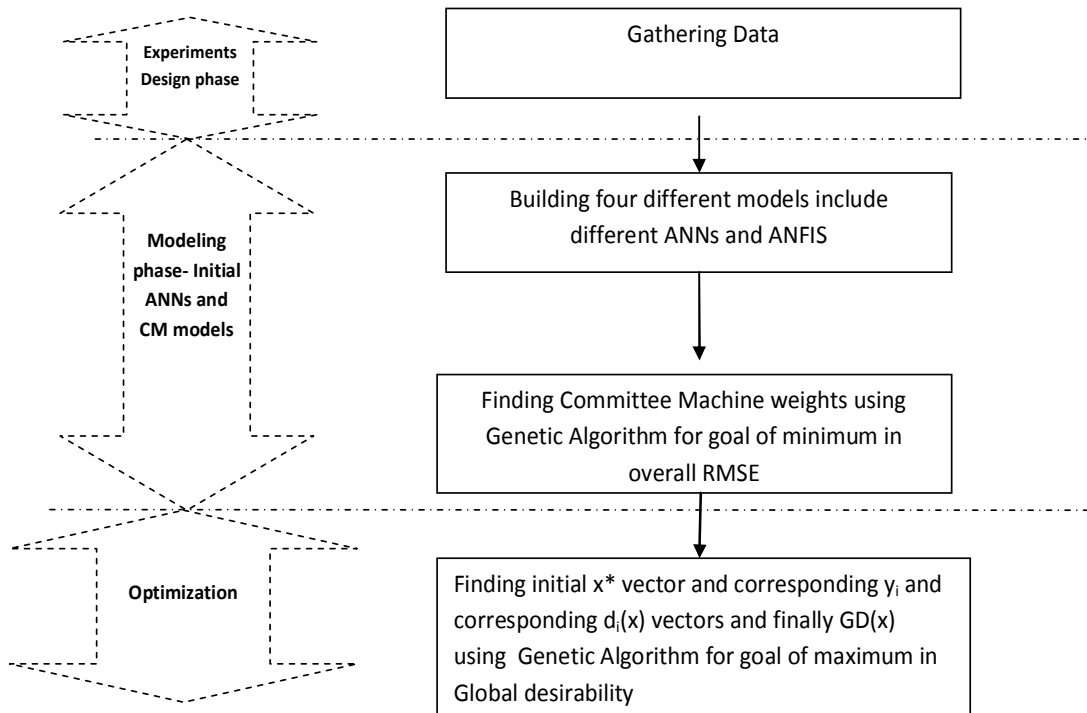 Experiments
Design phase
Gathering Data
Modeling
phase- Initial
ANNs and
CM models
Building four different models include
different ANNs and ANFIS
Finding Committee Machine weights using
Genetic Algorithm for goal of minimum in
overall RMSE
Optimization
Finding initial x* vector and corresponding yᵢ and
corresponding dᵢ(x) vectors and finally GD(x)
using Genetic Algorithm for goal of maximum in
Global desirability